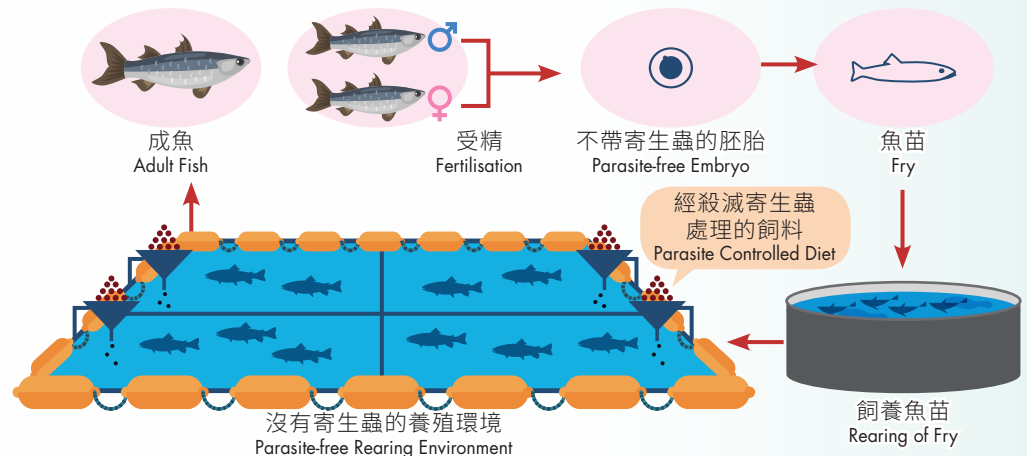 成魚
Adult Fish
受精
Fertilisation
不帶寄生蟲的胚胎
Parasite-free Embryo
魚苗
Fry
經殺滅寄生蟲
處理的飼料
Parasite Controlled Diet
飼養魚苗
Rearing of Fry
沒有寄生蟲的養殖環境
Parasite-free Rearing Environment